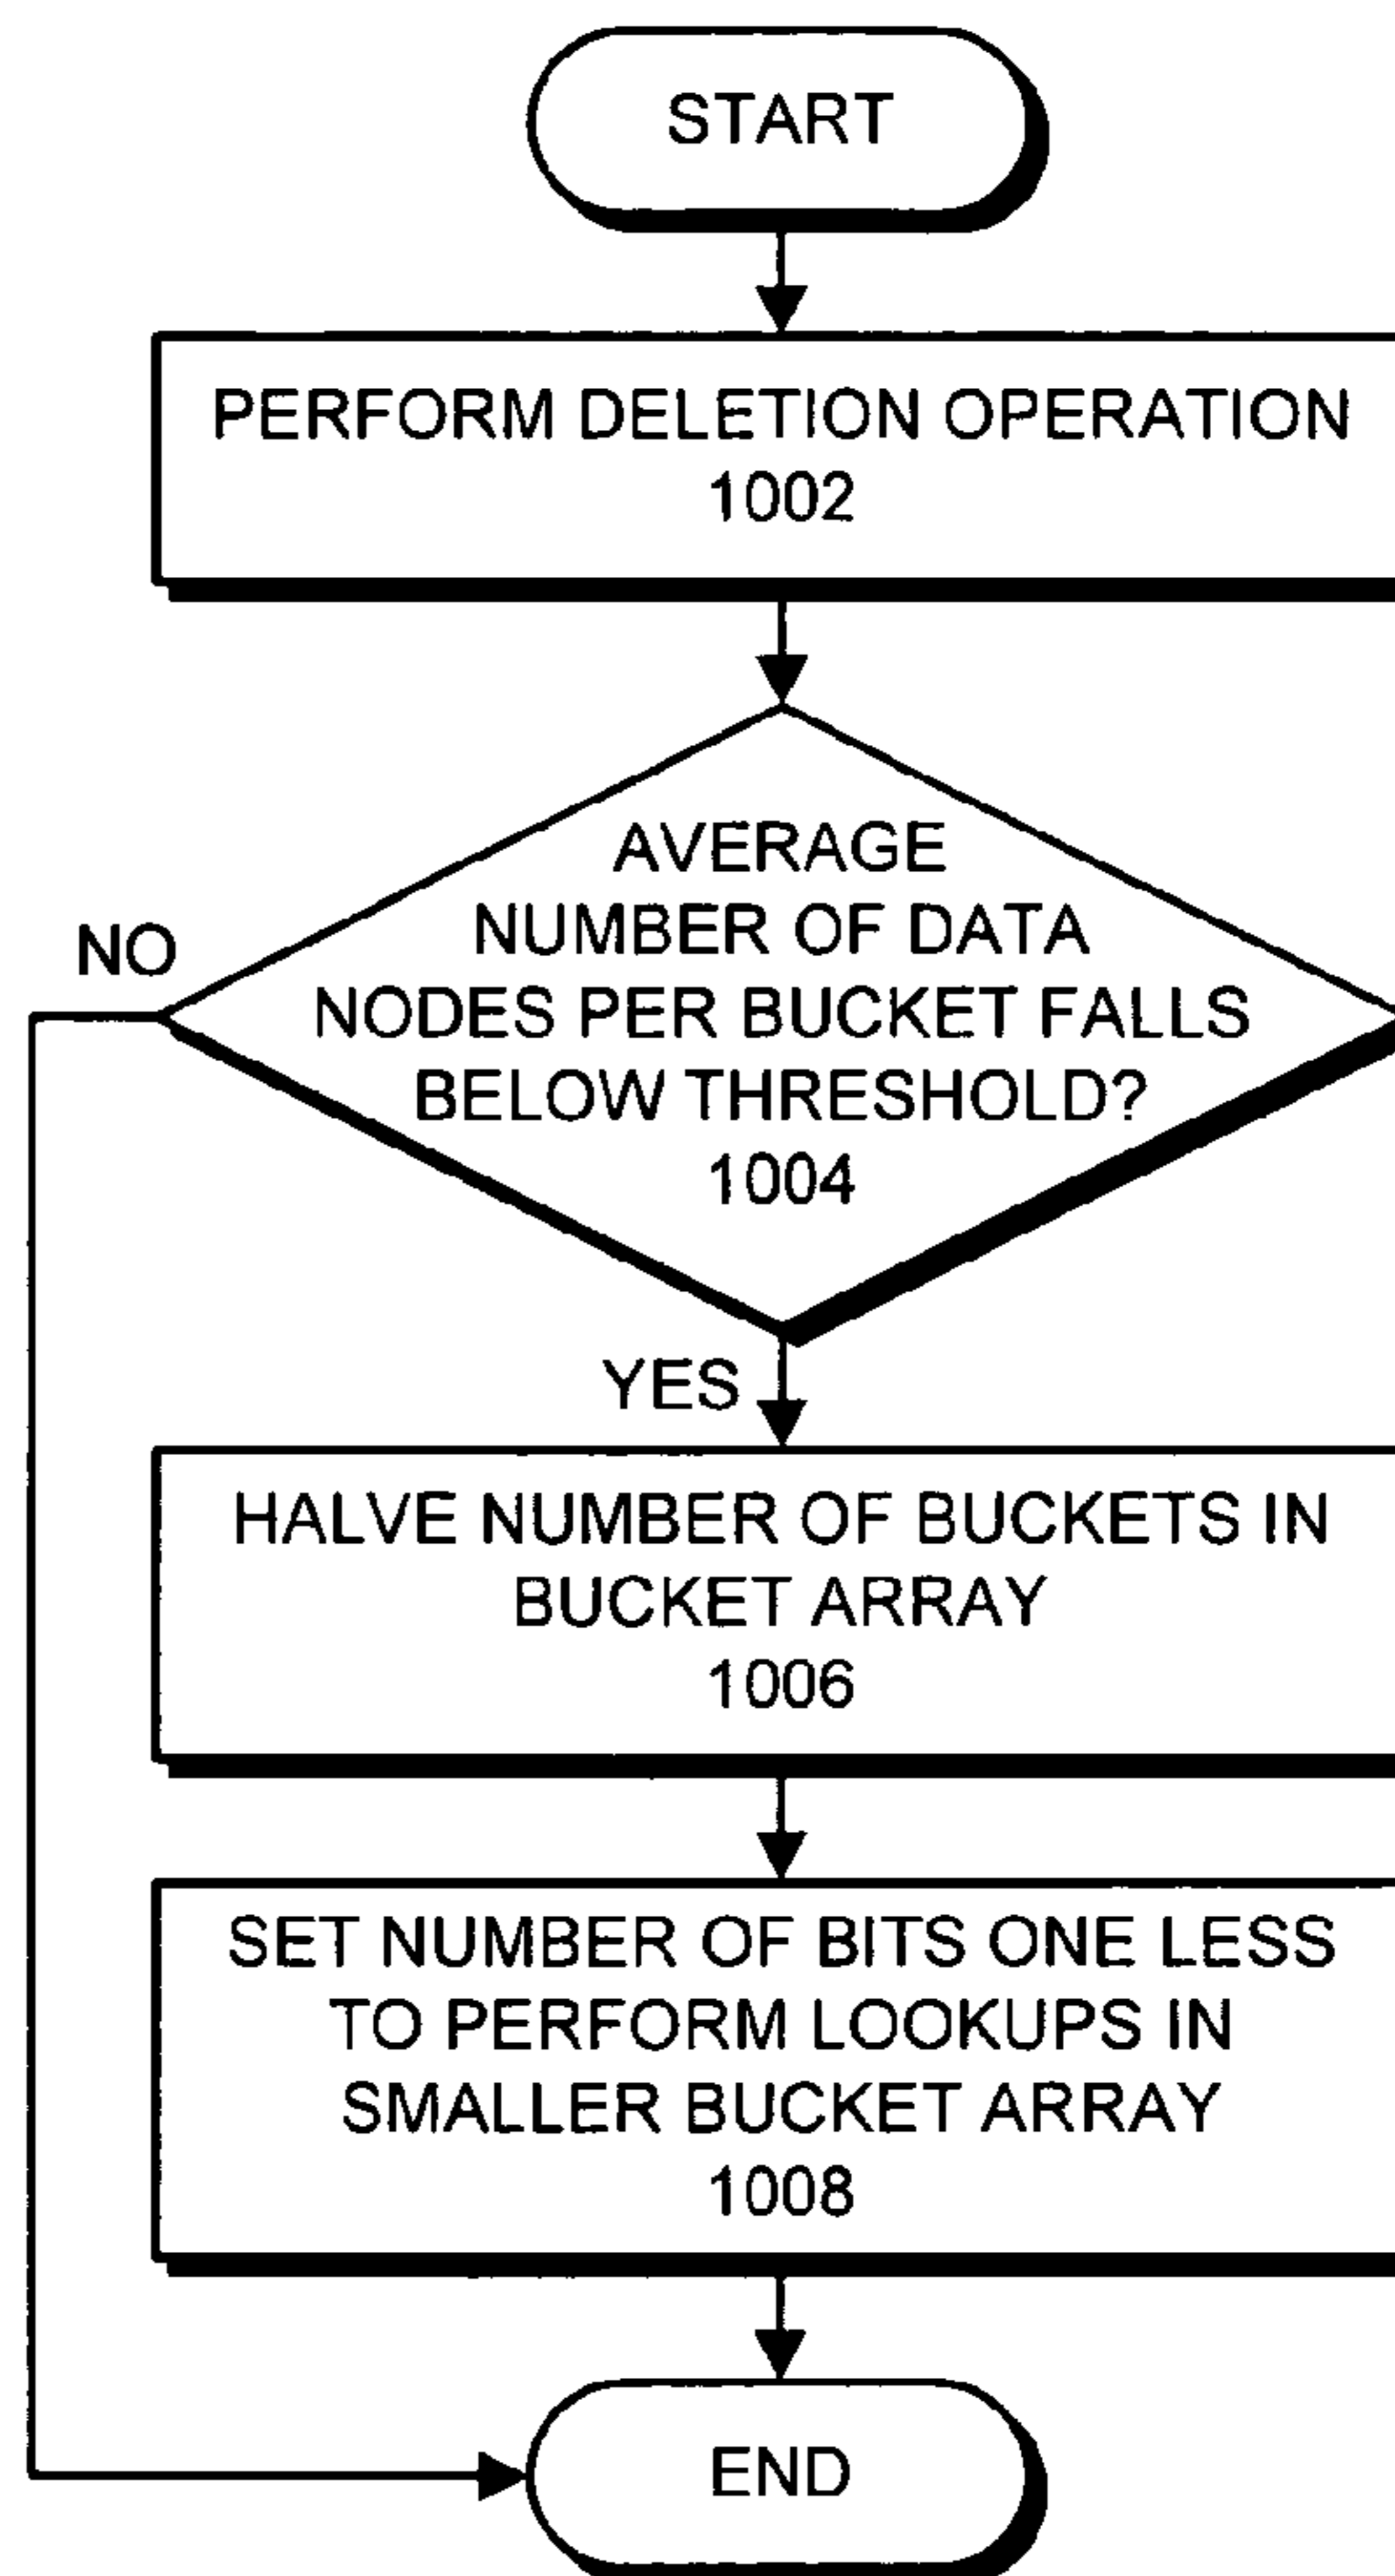 START
PERFORM DELETION OPERATION
1002
AVERAGE
NUMBER OF DATA
NODES PER BUCKET FALLS
BELOW THRESHOLD?
1004
NO
YES
HALVE NUMBER OF BUCKETS IN
BUCKET ARRAY
1006
SET NUMBER OF BITS ONE LESS
TO PERFORM LOOKUPS IN
SMALLER BUCKET ARRAY
1008
END